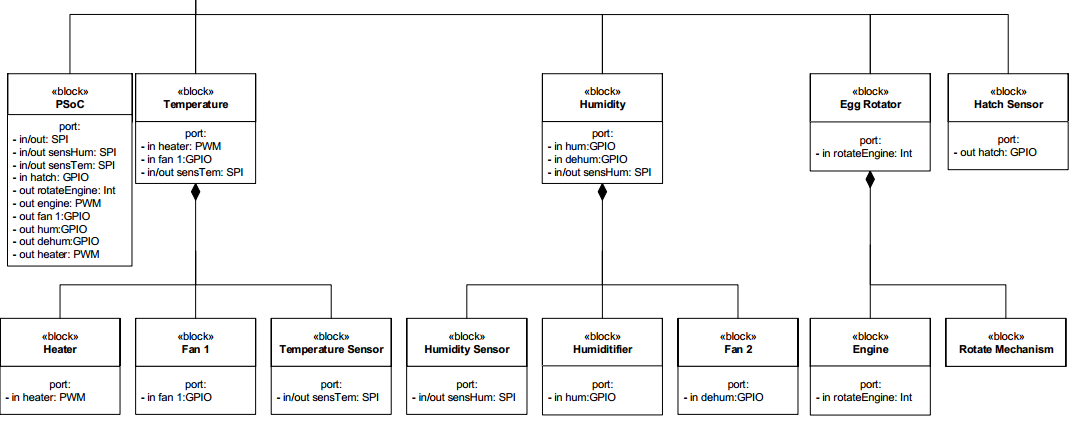 «block»
PSoC
port:
- in/out: SPI
- in/out sensHum: SPI
- in/out sensTem: SPI
- in hatch: GPIO
- out rotateEngine: Int
- out engine: PWM
- out fan 1:GPIO
- out hum:GPIO
- out dehum:GPIO
- out heater: PWM
«block»
Temperature
port:
- in heater: PWM
- in fan 1:GPIO
- in/out sensTem: SPI
«block»
Humidity
port:
- in hum:GPIO
- in dehum:GPIO
- in/out sensHum: SPI
«block»
Egg Rotator
port:
- in rotateEngine: Int
«block»
Hatch Sensor
port:
- out hatch: GPIO
«block»
Heater
port:
- in heater: PWM
«block»
Fan 1
port:
- in fan 1:GPIO
«block»
Temperature Sensor
port:
- in/out sensTem: SPI
«block»
Humidity Sensor
port:
- in/out sensHum: SPI
«block»
Humiditifier
port:
- in hum:GPIO
«block»
Fan 2
port:
- in dehum:GPIO
«block»
Engine
port:
- in rotateEngine: Int
«block»
Rotate Mechanism